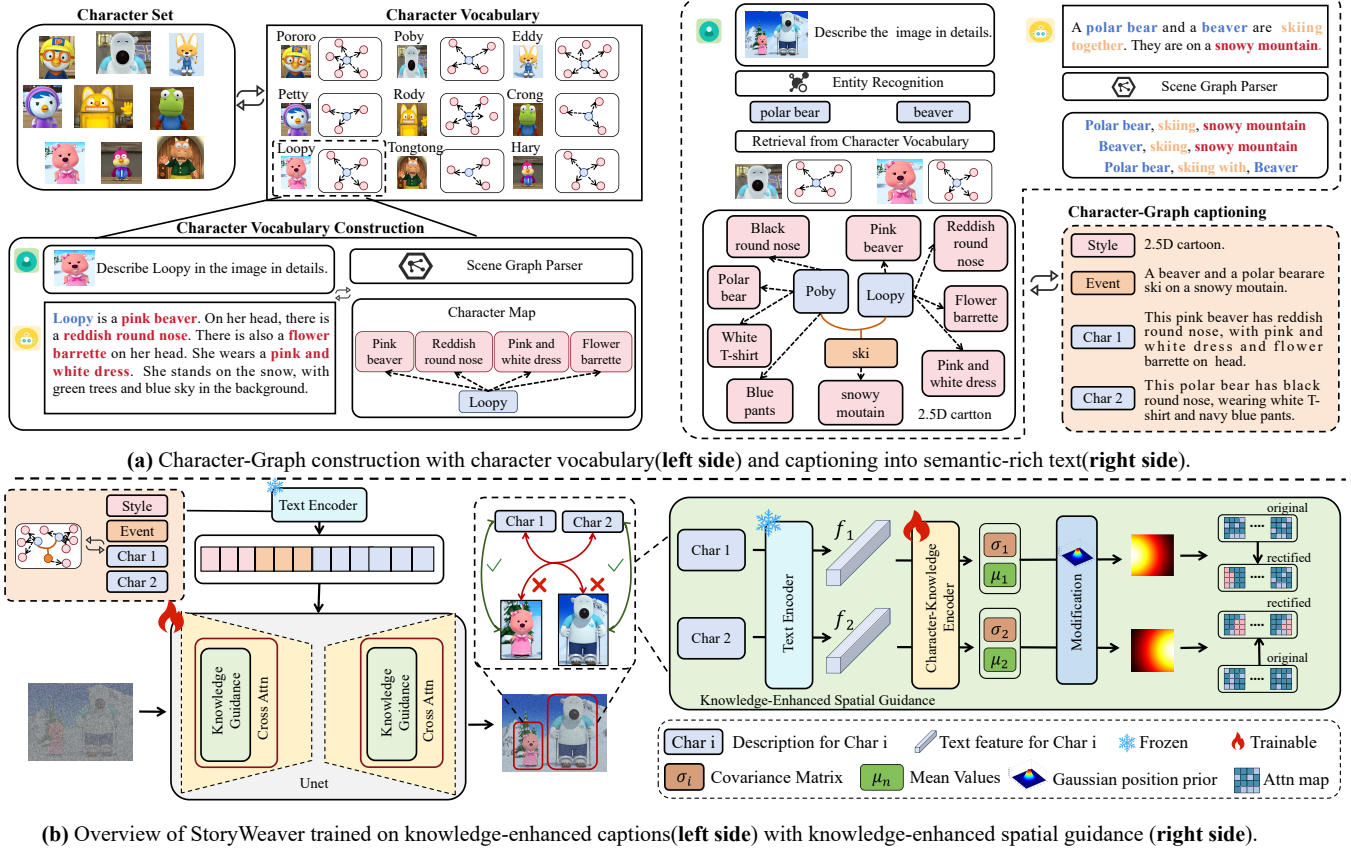 Character Set
Character Vocabulary
Pororo
Poby
Eddy
Petty
Rody
Crong
Loopy
Tongtong
Hary
Character Vocabulary Construction
Describe Loopy in the image in details.
Scene Graph Parser
Loopy is a pink beaver. On her head, there is
a reddish round nose. There is also a flower
barrette on her head. She wears a pink and
white dress. She stands on the snow, with
green trees and blue sky in the background.
Character Map
Pink
beaver
Reddish
round nose
Pink and
white dress
Flower
barrette
Loopy
Describe the image in details.
Entity Recognition
polar bear
beaver
Retrieval from Character Vocabulary
Black
round nose
Pink
beaver
Reddish
round
nose
Polar
bear
Poby
Loopy
Flower
barrette
White
T-shirt
ski
Pink and
white dress
Blue
pants
snowy
moutain
2.5D cartton
A polar bear and a beaver are skiing
together. They are on a snowy mountain.
Scene Graph Parser
Polar bear, skiing, snowy mountain
Beaver, skiing, snowy mountain
Polar bear, skiing with, Beaver
Character-Graph captioning
Style
2.5D cartoon.
Event
A beaver and a polar bearare
ski on a snowy moutain.
Char 1
This pink beaver has reddish
round nose, with pink and
white dress and flower
barrette on head.
Char 2
This polar bear has black
round nose, wearing white T-
shirt and navy blue pants.
(a) Character-Graph construction with character vocabulary(left side) and captioning into semantic-rich text(right side).
Style
Event
Char 1
Char 2
Text Encoder
Knowledge
Guidance
Cross Attn
Knowledge
Guidance
Cross Attn
Unet
Char 1
Char 2
Char 1
Char 2
Text Encoder
f1
f2
Character-Knowledge
Encoder
σ1
μ1
σ2
μ2
Modification
original
rectified
rectified
original
Knowledge-Enhanced Spatial Guidance
Char i
Description for Char i
Text feature for Char i
Frozen
Trainable
σi
Covariance Matrix
μn
Mean Values
Gaussian position prior
Attn map
(b) Overview of StoryWeaver trained on knowledge-enhanced captions(left side) with knowledge-enhanced spatial guidance (right side).